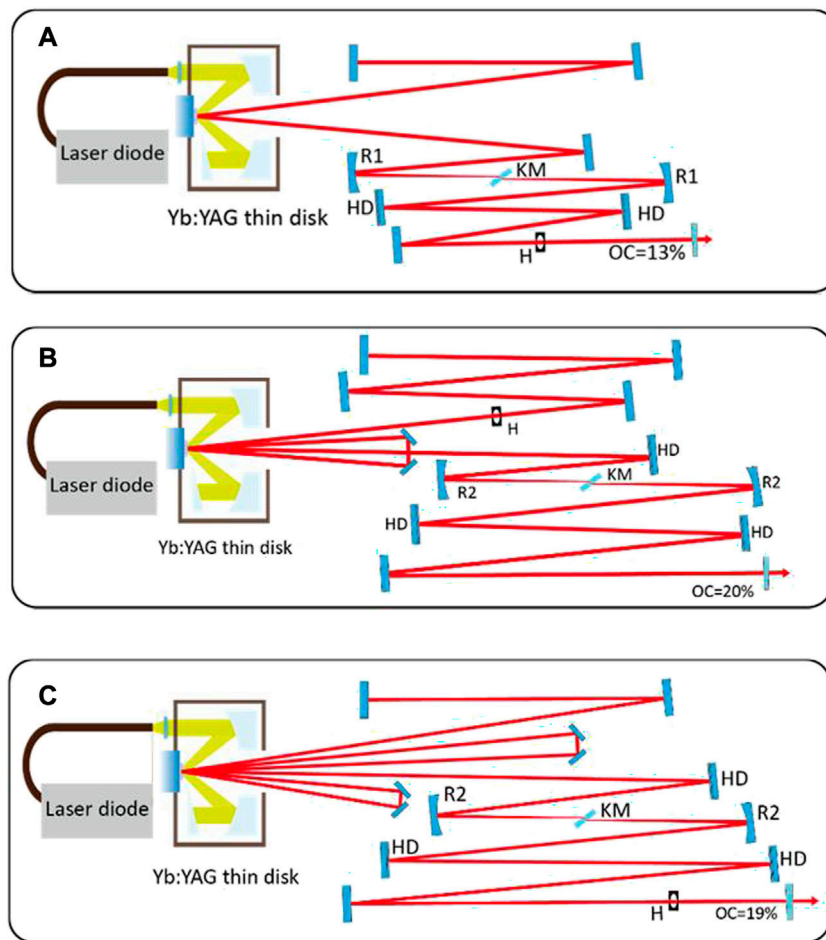 A
R1
KM
R1
Laser diode
HD
HD
Yb:YAG thin disk
H
OC=13%
B
H
HD
KM
R2
R2
Laser diode
HD
HD
Yb:YAG thin disk
OC=20%
C
HD
R2
KM
R2
Laser diode
HD
HD
Yb:YAG thin disk
H
OC=19%